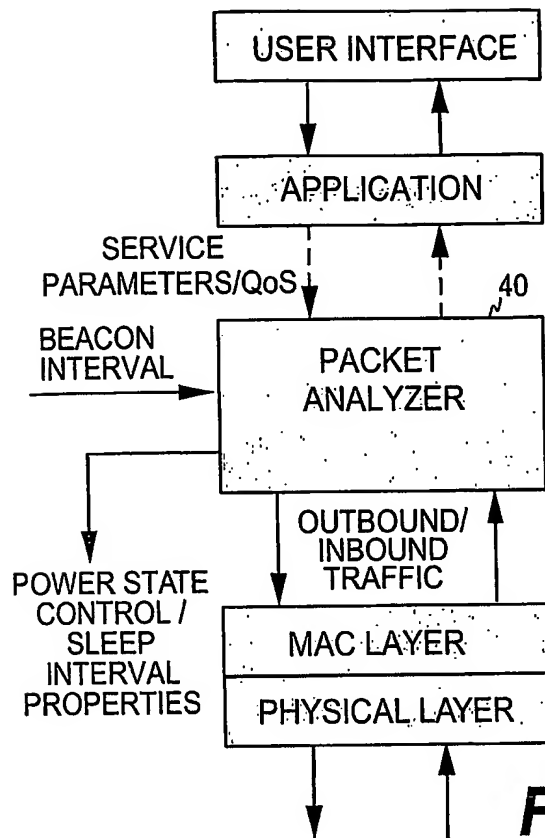 USER INTERFACE
APPLICATION
SERVICE
PARAMETERS/QoS
40
BEACON
INTERVAL
PACKET
ANALYZER
OUTBOUND/
INBOUND
TRAFFIC
POWER STATE
CONTROL /
SLEEP
INTERVAL
PROPERTIES
MAC LAYER
PHYSICAL LAYER
F